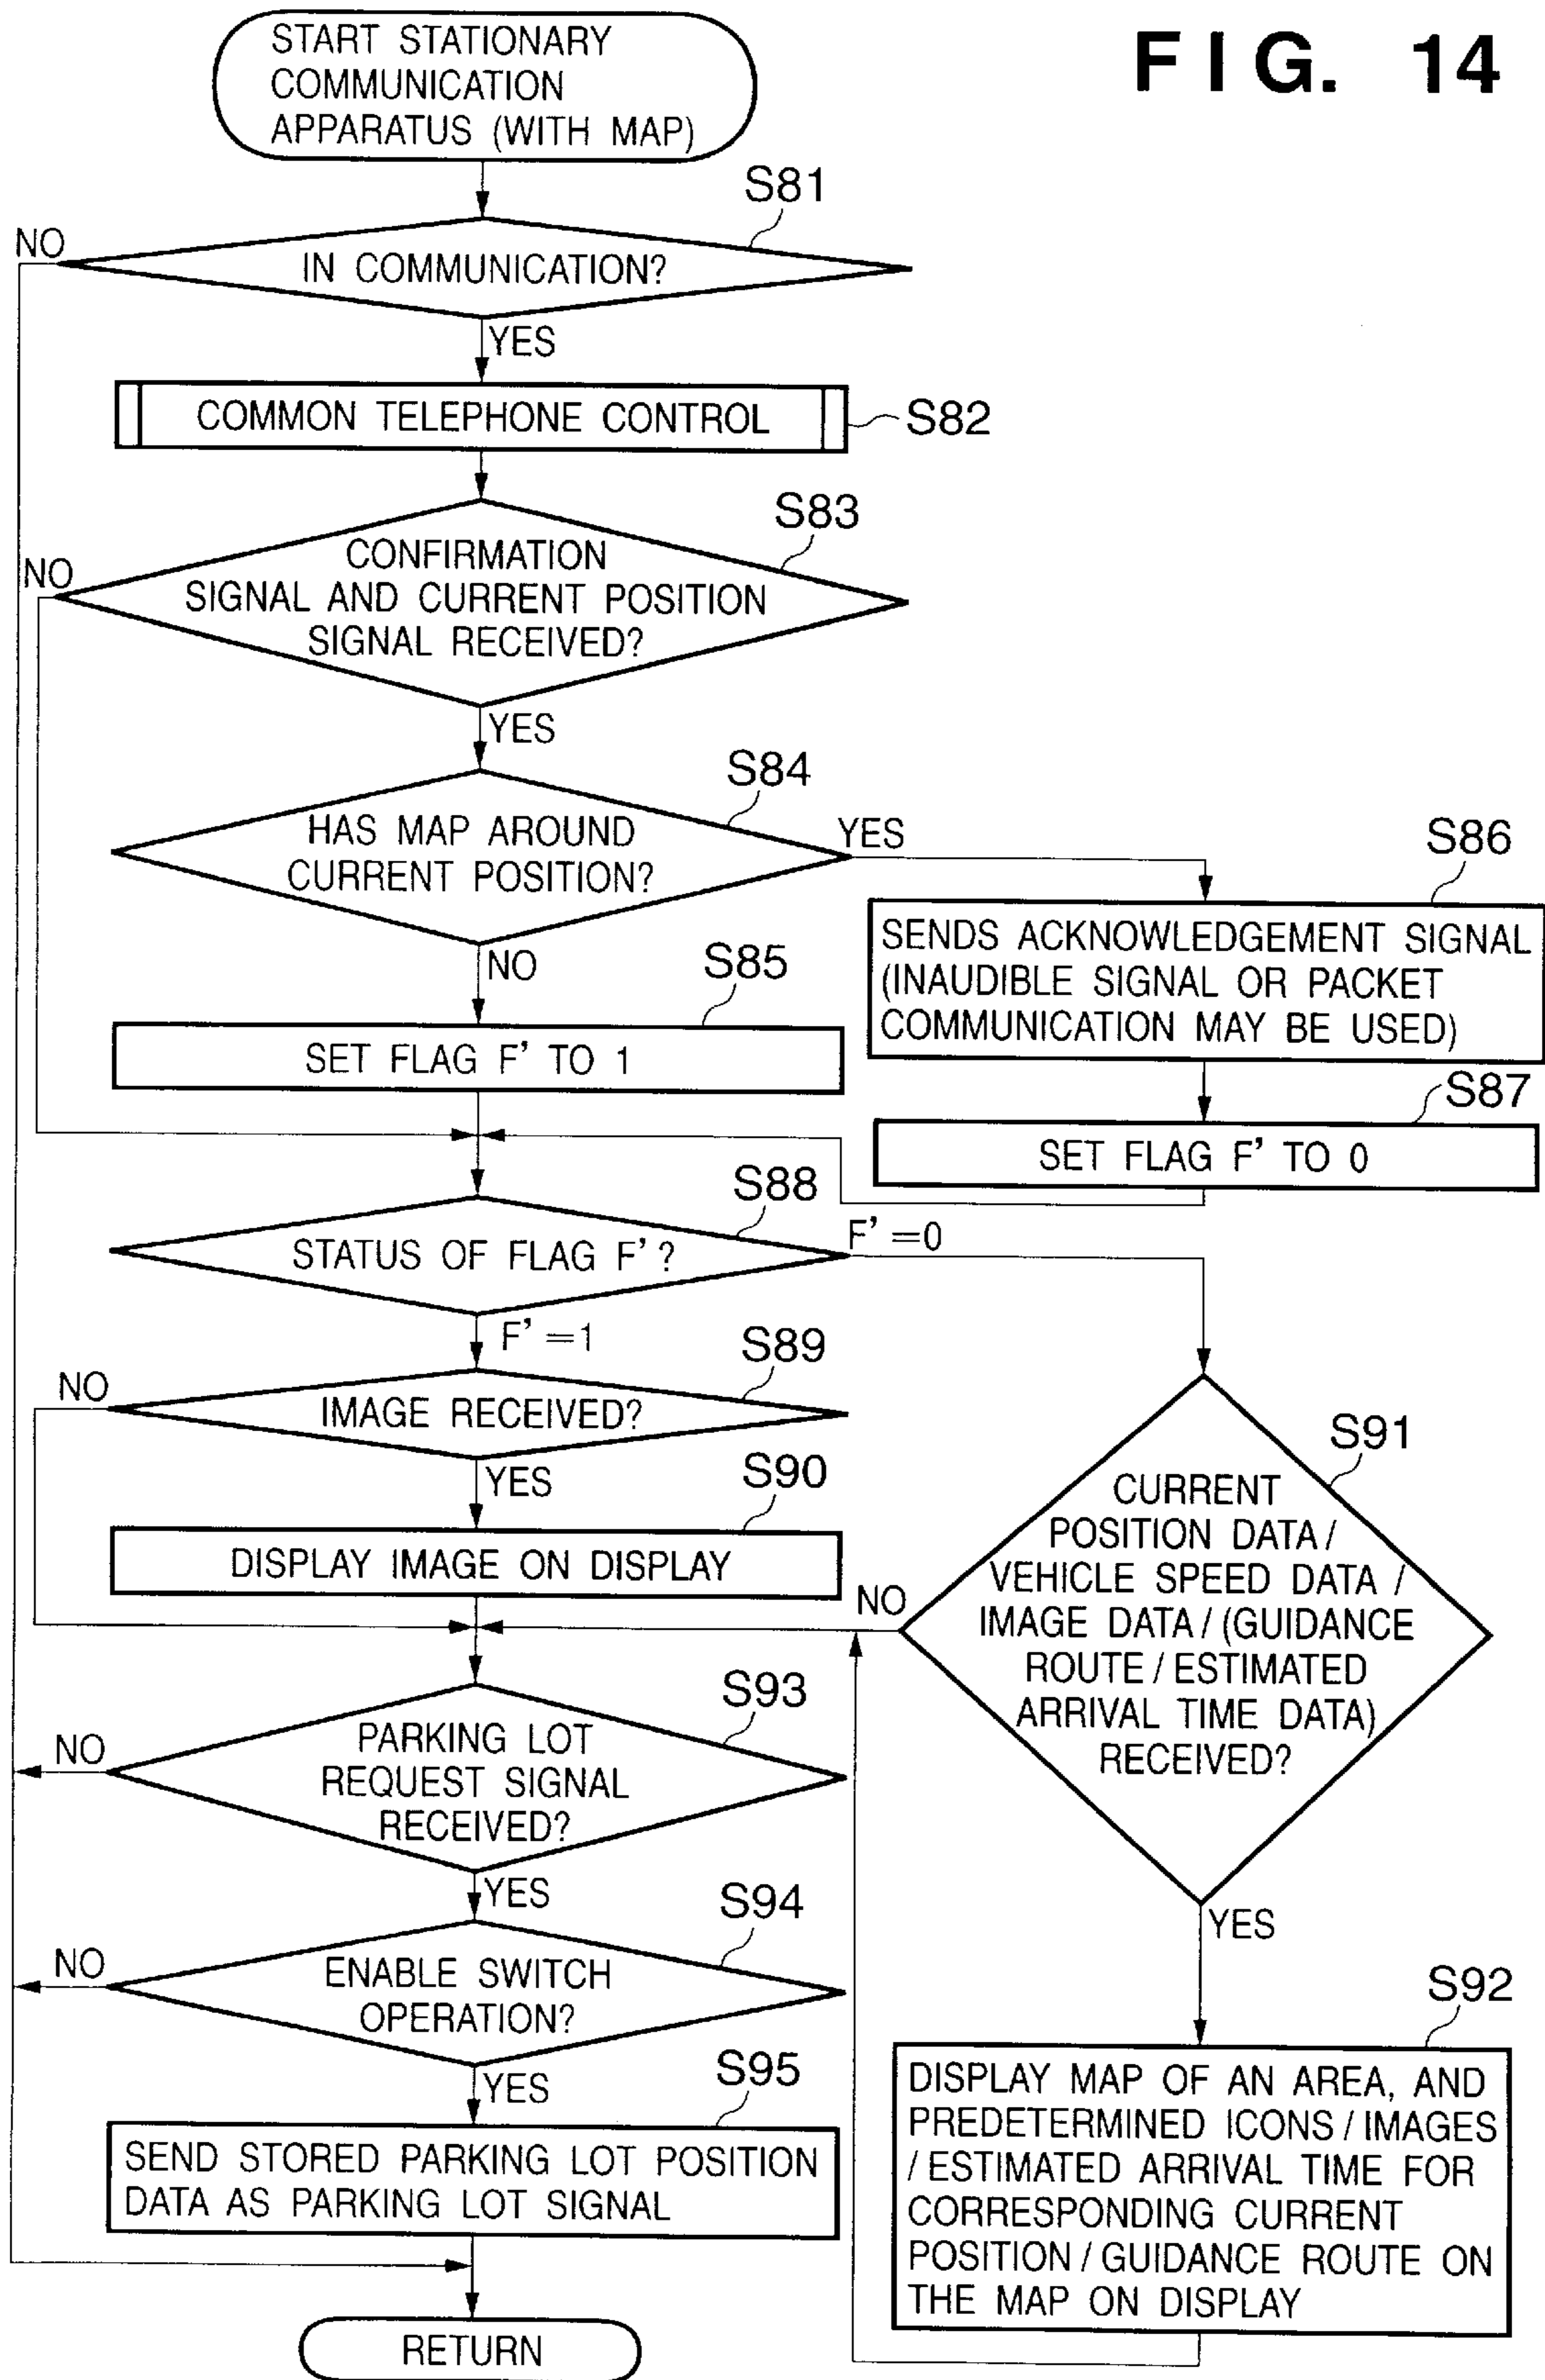 FIG. 14
START STATIONARY
COMMUNICATION
APPARATUS (WITH MAP)
S81
NO
IN COMMUNICATION?
YES
COMMON TELEPHONE CONTROL
S82
S83
NO
CONFIRMATION
SIGNAL AND CURRENT POSITION
SIGNAL RECEIVED?
YES
S84
HAS MAP AROUND
CURRENT POSITION?
YES
NO
S85
SET FLAG F' TO 1
S86
SENDS ACKNOWLEDGEMENT SIGNAL
(INAUDIBLE SIGNAL OR PACKET
COMMUNICATION MAY BE USED)
S87
SET FLAG F' TO 0
S88
STATUS OF FLAG F'?
F'=0
F'=1
S89
NO
IMAGE RECEIVED?
YES
S90
DISPLAY IMAGE ON DISPLAY
S91
CURRENT
POSITION DATA/
VEHICLE SPEED DATA /
IMAGE DATA/ (GUIDANCE
ROUTE / ESTIMATED
ARRIVAL TIME DATA)
RECEIVED?
NO
YES
S92
DISPLAY MAP OF AN AREA, AND
PREDETERMINED ICONS / IMAGES
/ ESTIMATED ARRIVAL TIME FOR
CORRESPONDING CURRENT
POSITION / GUIDANCE ROUTE ON
THE MAP ON DISPLAY
S93
NO
PARKING LOT
REQUEST SIGNAL
RECEIVED?
YES
S94
NO
ENABLE SWITCH
OPERATION?
YES
S95
SEND STORED PARKING LOT POSITION
DATA AS PARKING LOT SIGNAL
RETURN